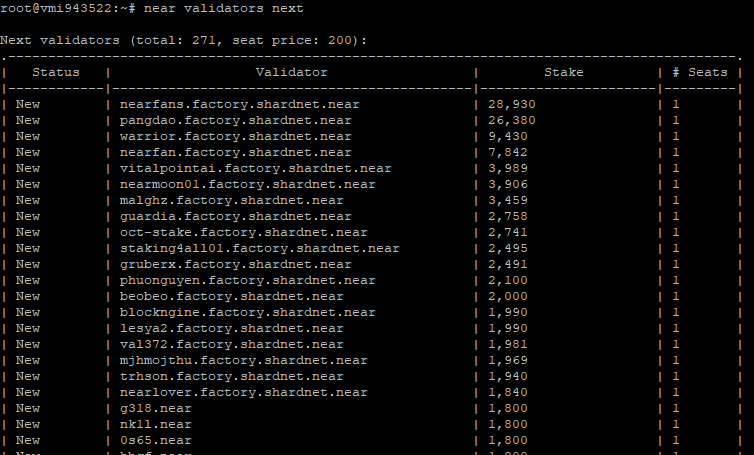 root@vmi943522:~# near validators next
Next validators (total: 271, seat price: 200):
.-----------------------------------------------------------------------------------------.
| Status | Validator | Stake | # Seats |
|------------|---------------------------------------------|----------------------|---------|
| New | nearfans.factory.shardnet.near | 28,930 | 1 |
| New | pangdao.factory.shardnet.near | 26,380 | 1 |
| New | warrior.factory.shardnet.near | 9,430 | 1 |
| New | nearfan.factory.shardnet.near | 7,842 | 1 |
| New | vitalpointai.factory.shardnet.near | 3,989 | 1 |
| New | nearmoon01.factory.shardnet.near | 3,906 | 1 |
| New | malghz.factory.shardnet.near | 3,459 | 1 |
| New | guardia.factory.shardnet.near | 2,758 | 1 |
| New | oct-stake.factory.shardnet.near | 2,741 | 1 |
| New | staking4all01.factory.shardnet.near | 2,495 | 1 |
| New | gruberx.factory.shardnet.near | 2,491 | 1 |
| New | phuonguyen.factory.shardnet.near | 2,100 | 1 |
| New | beobeo.factory.shardnet.near | 2,000 | 1 |
| New | blockngine.factory.shardnet.near | 1,990 | 1 |
| New | lesya2.factory.shardnet.near | 1,990 | 1 |
| New | val372.factory.shardnet.near | 1,981 | 1 |
| New | mjhmojthu.factory.shardnet.near | 1,969 | 1 |
| New | trhson.factory.shardnet.near | 1,940 | 1 |
| New | nearlover.factory.shardnet.near | 1,840 | 1 |
| New | g318.near | 1,800 | 1 |
| New | nk11.near | 1,800 | 1 |
| New | 0s65.near | 1,800 | 1 |